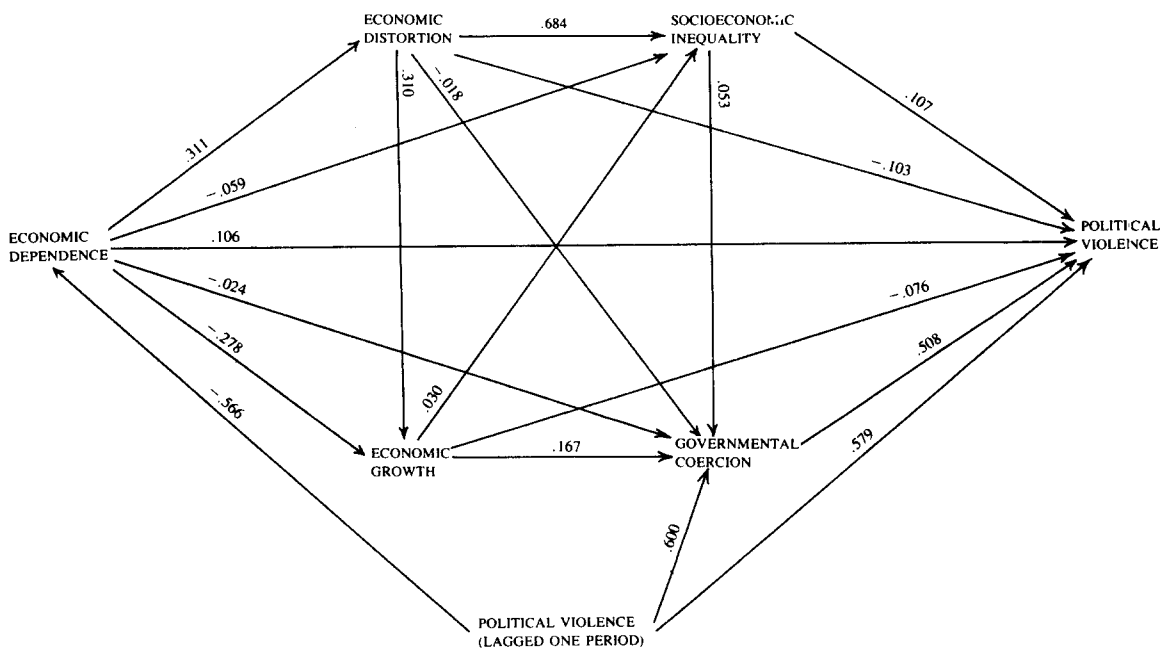 ECONOMIC
DISTORTION
.684
SOCIOECONOMIC
INEQUALITY
.310
-.018
.053
.107
.311
-.059
-.103
ECONOMIC
DEPENDENCE
.106
POLITICAL
VIOLENCE
-.024
-.076
-.278
-.566
.030
.508
ECONOMIC
GROWTH
.167
GOVERNMENTAL
COERCION
.579
.600
POLITICAL VIOLENCE
(LAGGED ONE PERIOD)